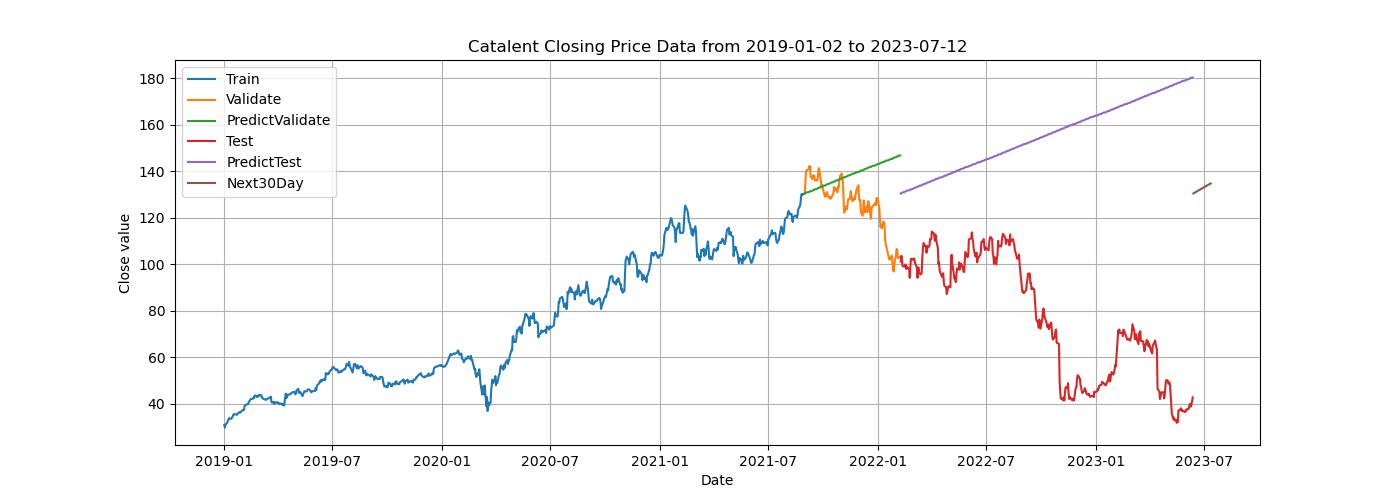 Catalent Closing Price Data from 2019-01-02 to 2023-07-12
Train
Validate
PredictValidate
Test
PredictTest
Next30Day
180
160
140
120
100
80
60
40
Close value
2019-01 2019-07 2020-01 2020-07 2021-01 2021-07 2022-01 2022-07 2023-01 2023-07
Date